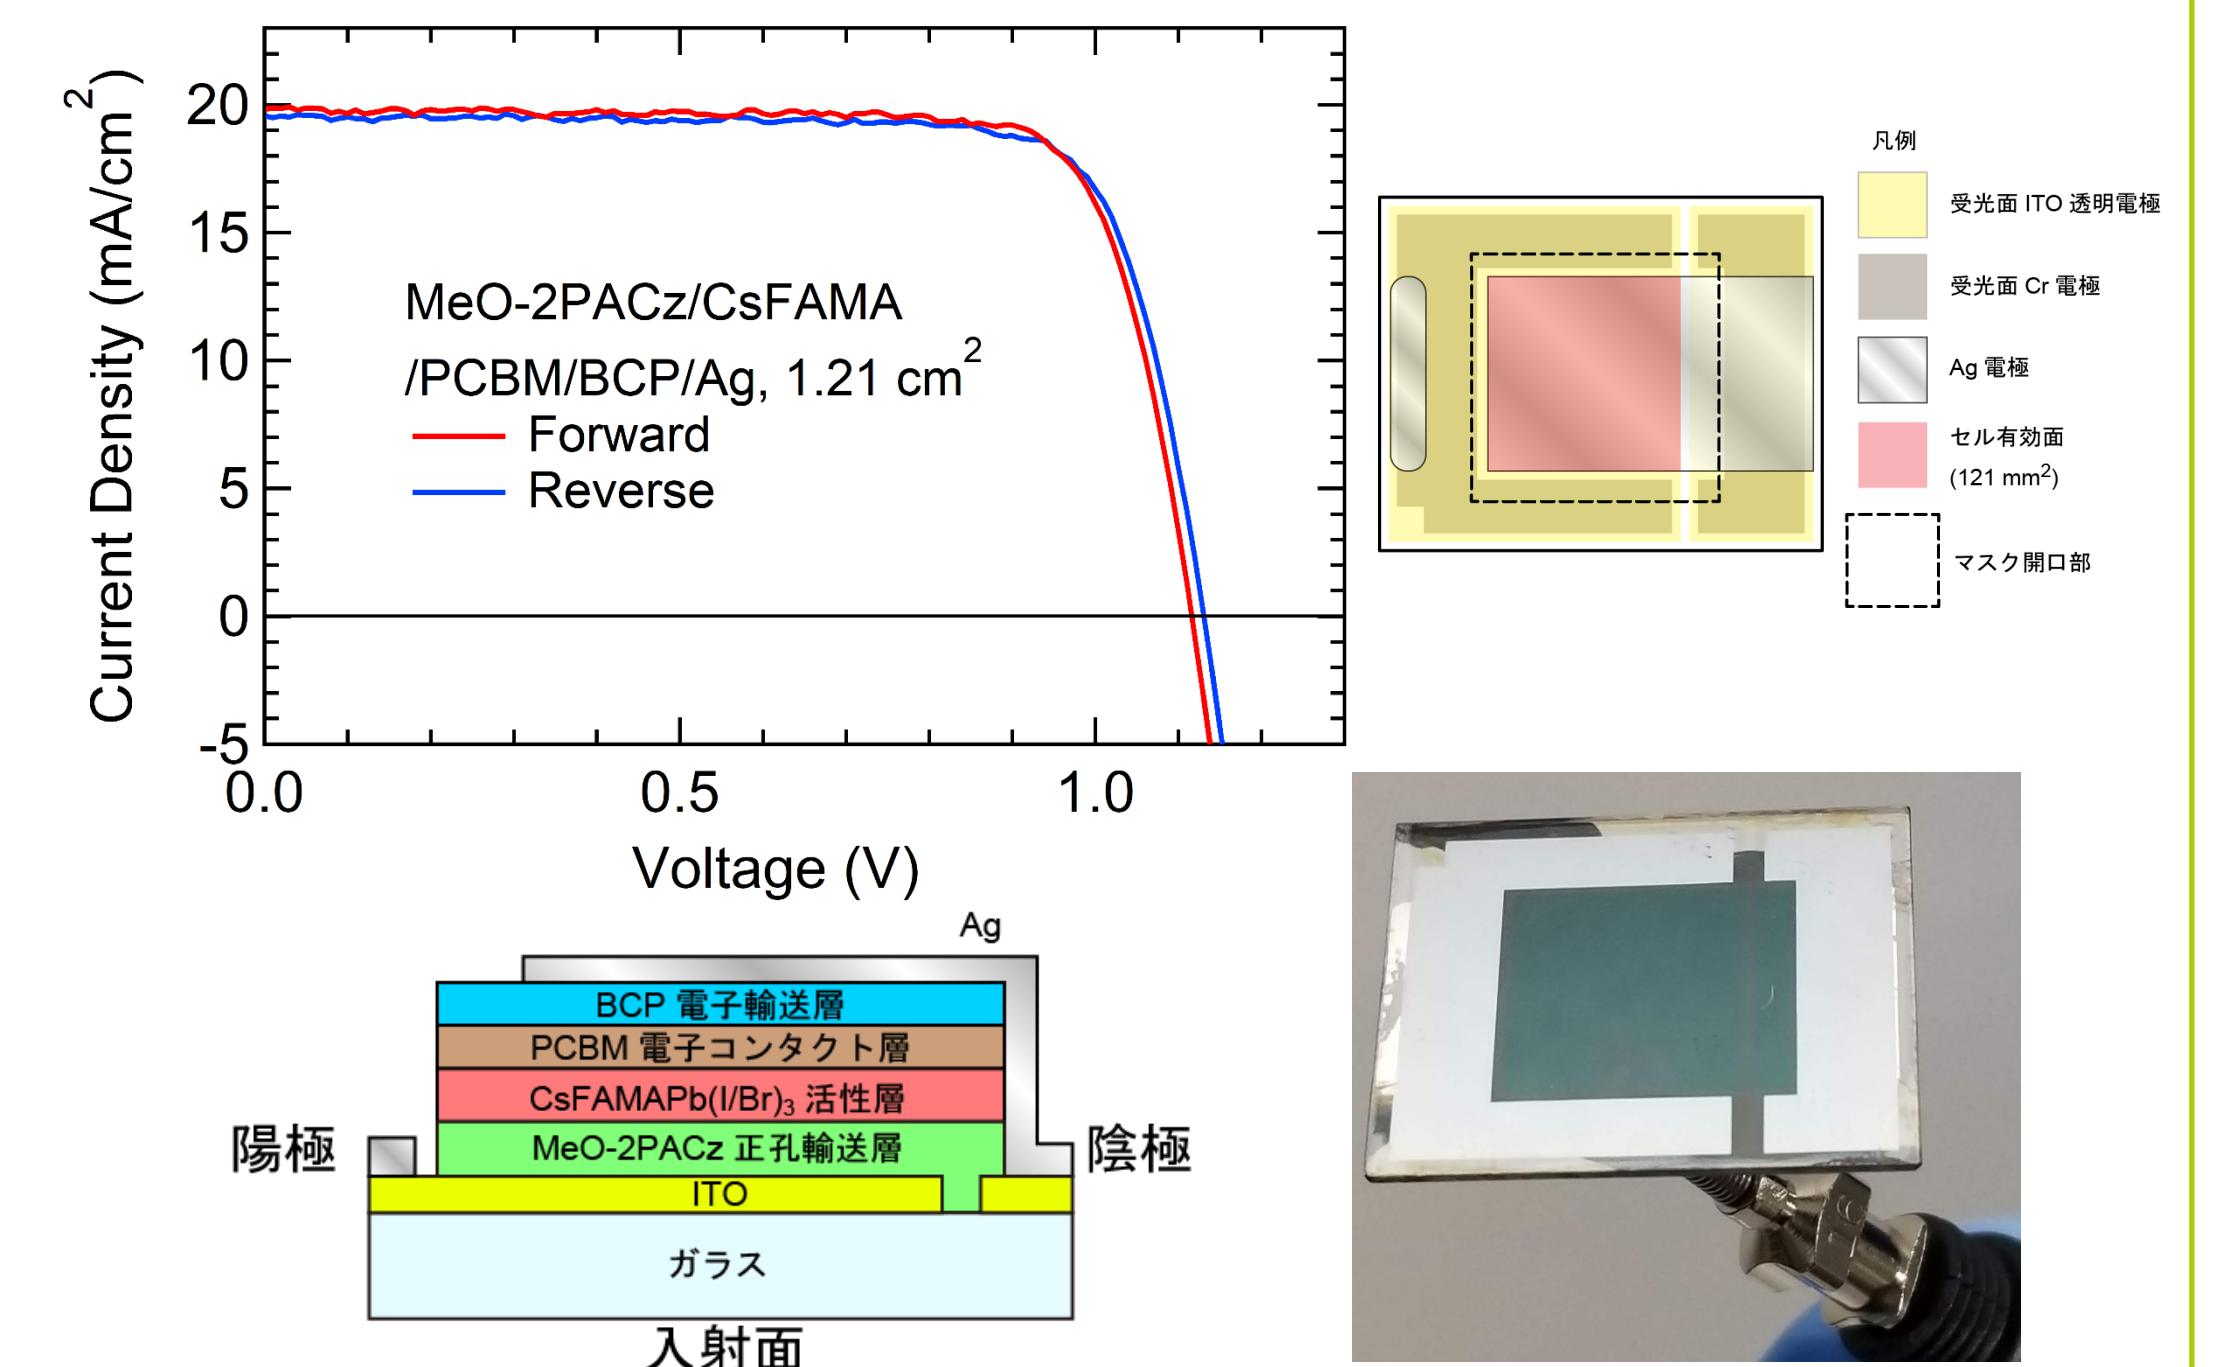 Current Density (mA/cm²)
20
15
10
5
0
-5
0.0
0.5
1.0
Voltage (V)
MeO-2PACz/CsFAMA
/PCBM/BCP/Ag, 1.21 cm²
Forward
Reverse
凡例
受光面 ITO 透明電極
受光面 Cr 電極
Ag 電極
セル有効面
(121 mm²)
マスク開口部
Ag
BCP 電子輸送層
PCBM 電子コンタクト層
CsFAMAPb(I/Br)₃ 活性層
MeO-2PACz 正孔輸送層
陽極
陰極
ITO
ガラス
入射面